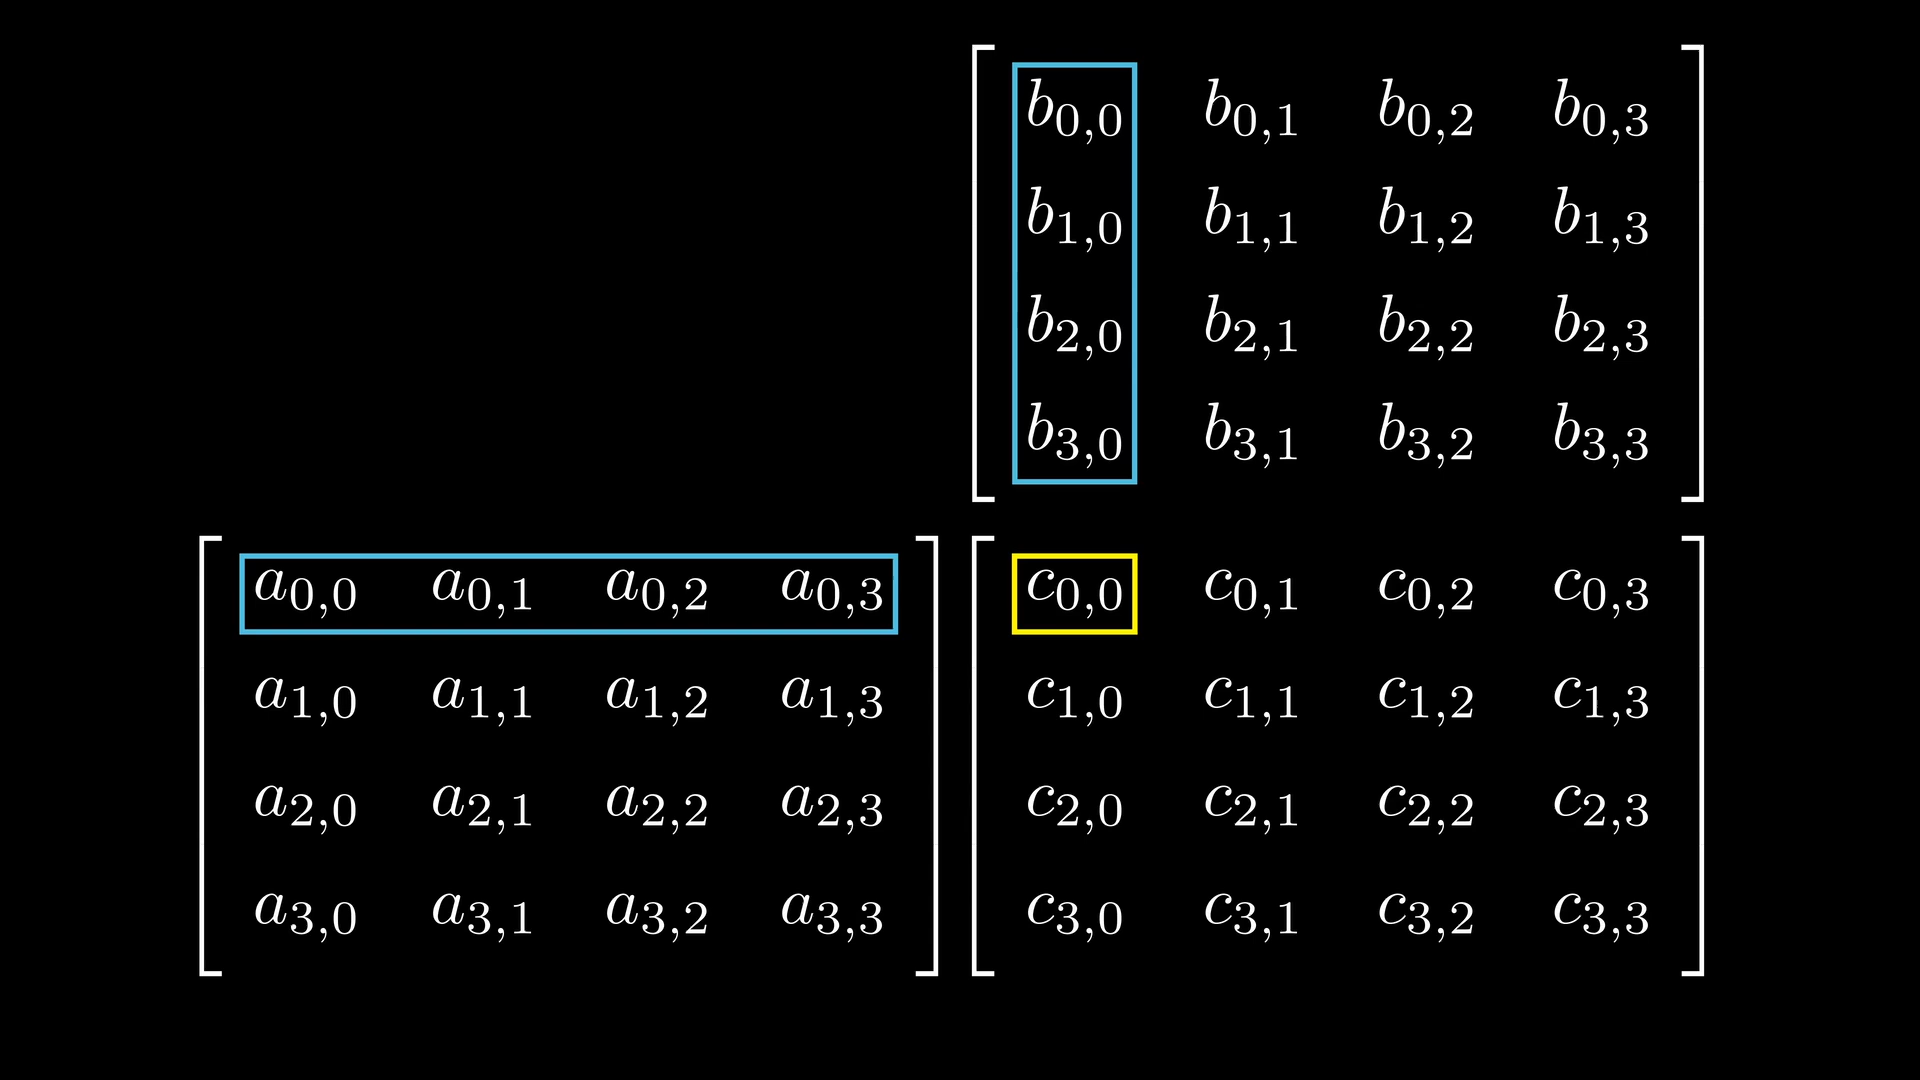 b0,0 b0,1 b0,2 b0,3
b1,0 b1,1 b1,2 b1,3
b2,0 b2,1 b2,2 b2,3
b3,0 b3,1 b3,2 b3,3
a0,0 a0,1 a0,2 a0,3 c0,0 c0,1 c0,2 c0,3
a1,0 a1,1 a1,2 a1,3 c1,0 c1,1 c1,2 c1,3
a2,0 a2,1 a2,2 a2,3 c2,0 c2,1 c2,2 c2,3
a3,0 a3,1 a3,2 a3,3 c3,0 c3,1 c3,2 c3,3